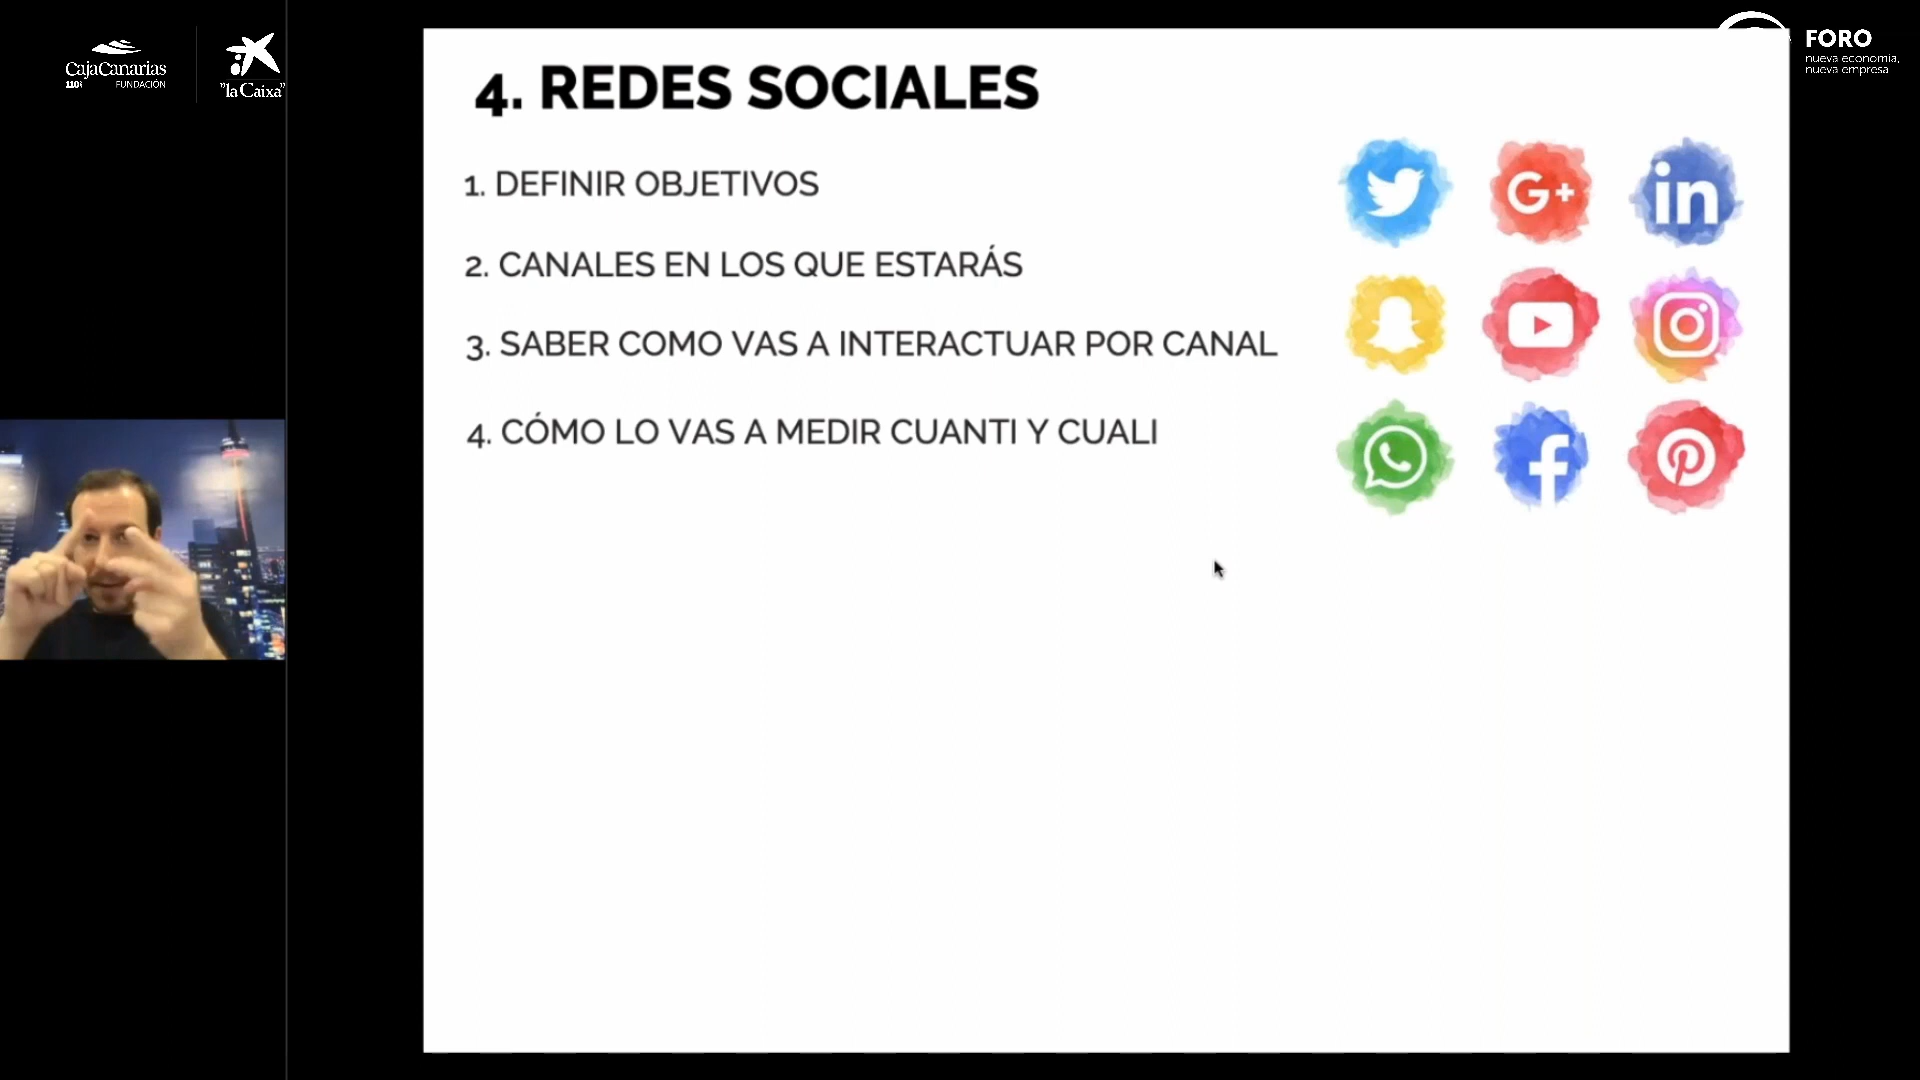 CajaCanarias
FUNDACIÓN
"la Caixa"
FORO
nueva economía,
nueva empresa
4. REDES SOCIALES
1. DEFINIR OBJETIVOS
2. CANALES EN LOS QUE ESTARÁS
3. SABER COMO VAS A INTERACTUAR POR CANAL
4. CÓMO LO VAS A MEDIR CUANTI Y CUALI
G+
in